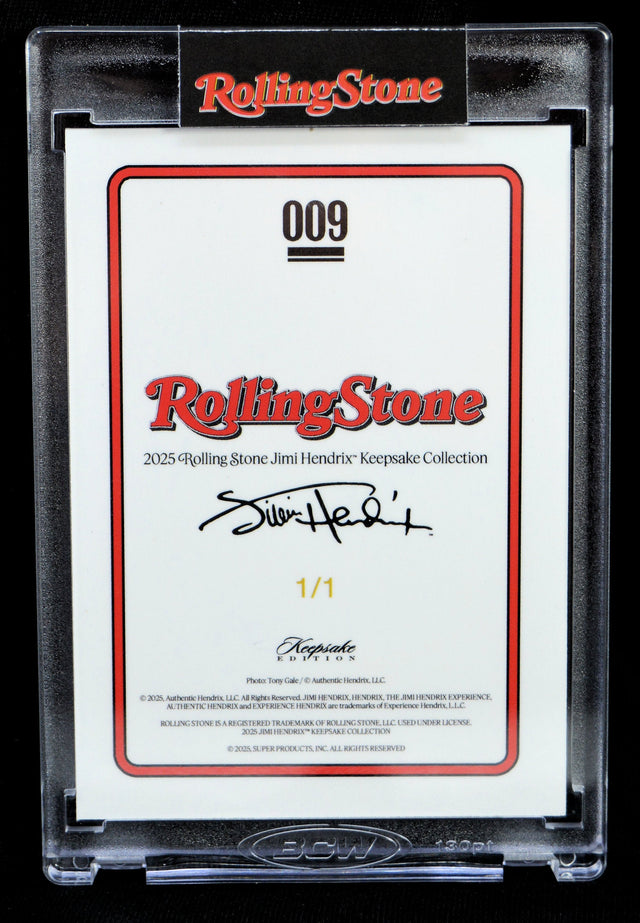 RollingStone
009
RollingStone
2025 Rolling Stone Jimi Hendrix™ Keepsake Collection
Jimi Hendrix
1/1
Keepsake
EDITION
Photo: Tony Gale / © Authentic Hendrix, LLC.
© 2025, Authentic Hendrix, LLC. All Rights Reserved. JIMI HENDRIX, HENDRIX, THE JIMI HENDRIX EXPERIENCE,
AUTHENTIC HENDRIX and EXPERIENCE HENDRIX are trademarks of Experience Hendrix, L.L.C.
ROLLING STONE IS A REGISTERED TRADEMARK OF ROLLING STONE, LLC. USED UNDER LICENSE.
2025 JIMI HENDRIX™ KEEPSAKE COLLECTION
© 2025, SUPER PRODUCTS, INC. ALL RIGHTS RESERVED
BCW
130pt